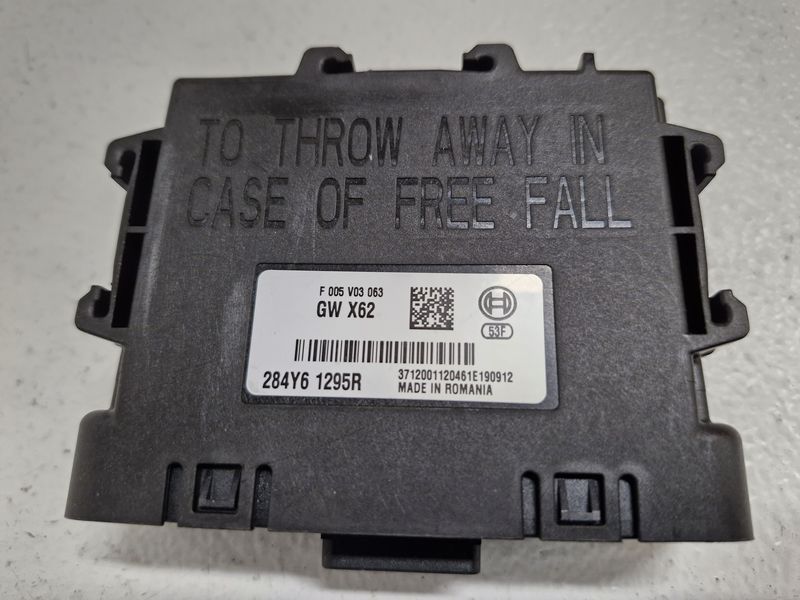 TO THROW AWAY IN
CASE OF FREE FALL
F 005 V03 063
GW X62
53F
284Y6 1295R
3712001120461E190912
MADE IN ROMANIA